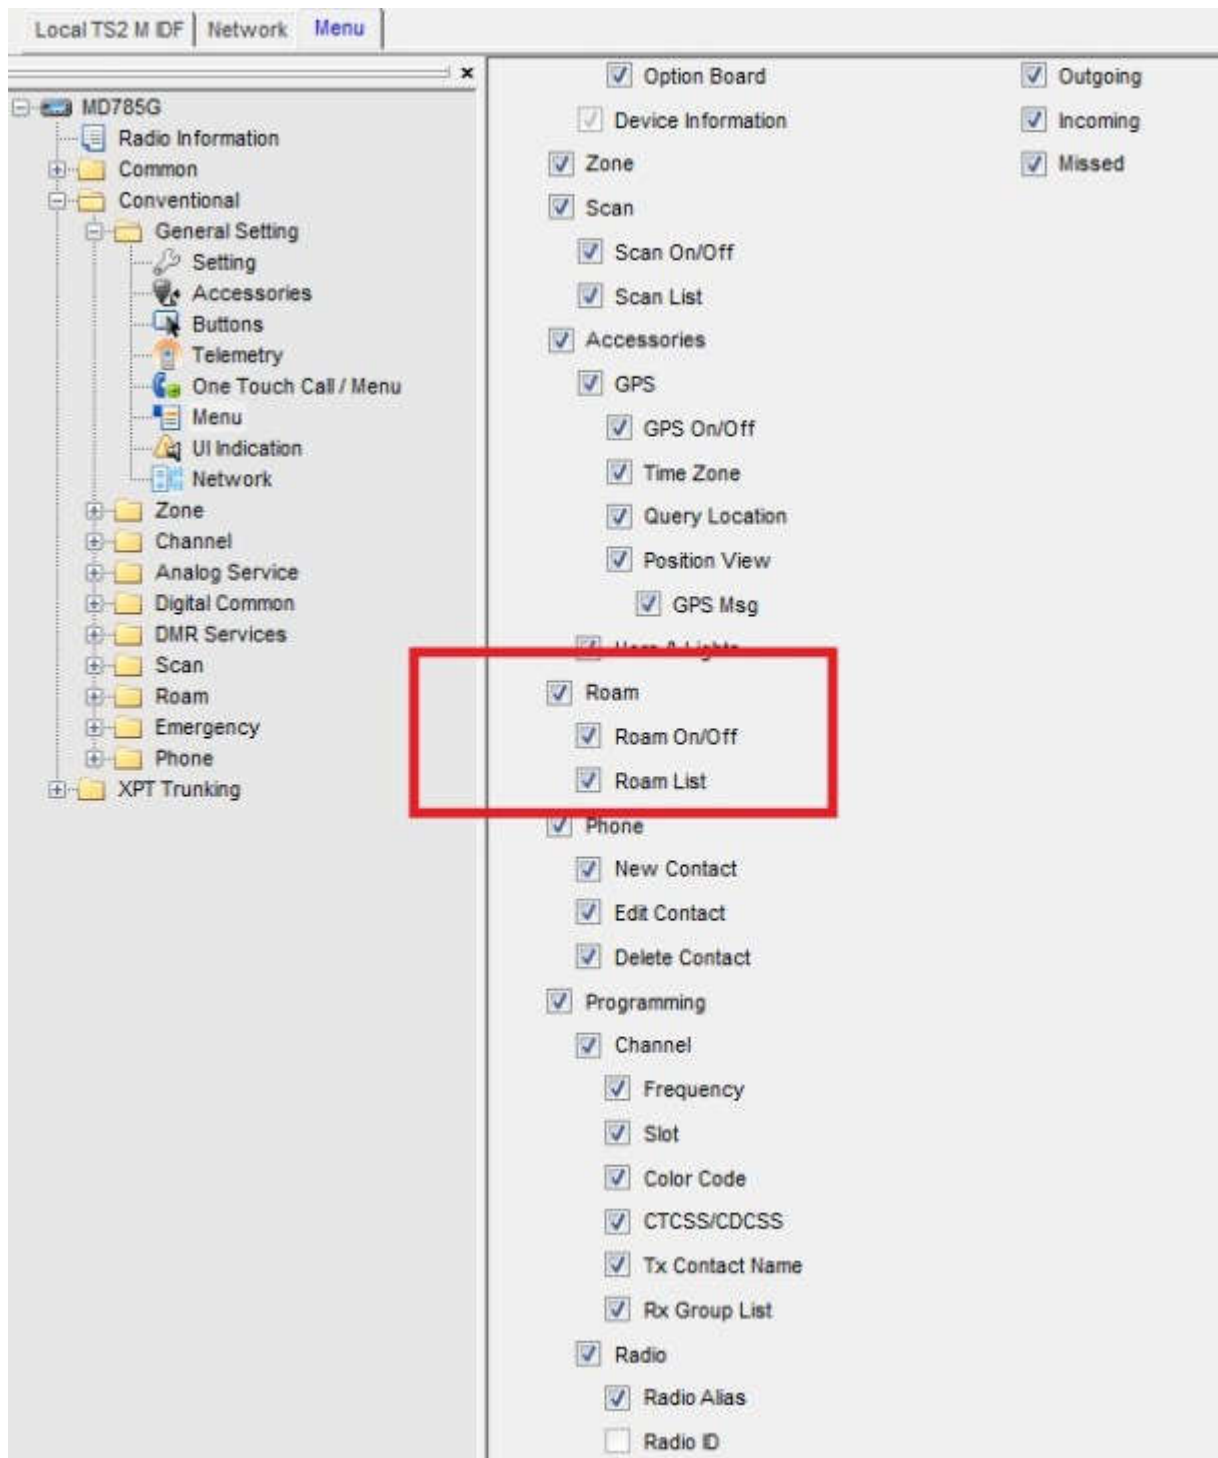 Local TS2 M IDF
Network
Menu
MD785G
Radio Information
Common
Conventional
General Setting
Setting
Accessories
Buttons
Telemetry
One Touch Call / Menu
Menu
UI Indication
Network
Zone
Channel
Analog Service
Digital Common
DMR Services
Scan
Roam
Emergency
Phone
XPT Trunking
Option Board
Device Information
Zone
Scan
Scan On/Off
Scan List
Accessories
GPS
GPS On/Off
Time Zone
Query Location
Position View
GPS Msg
Roam
Roam On/Off
Roam List
Phone
New Contact
Edit Contact
Delete Contact
Programming
Channel
Frequency
Slot
Color Code
CTCSS/CDCSS
Tx Contact Name
Rx Group List
Radio
Radio Alias
Radio ID
Outgoing
Incoming
Missed